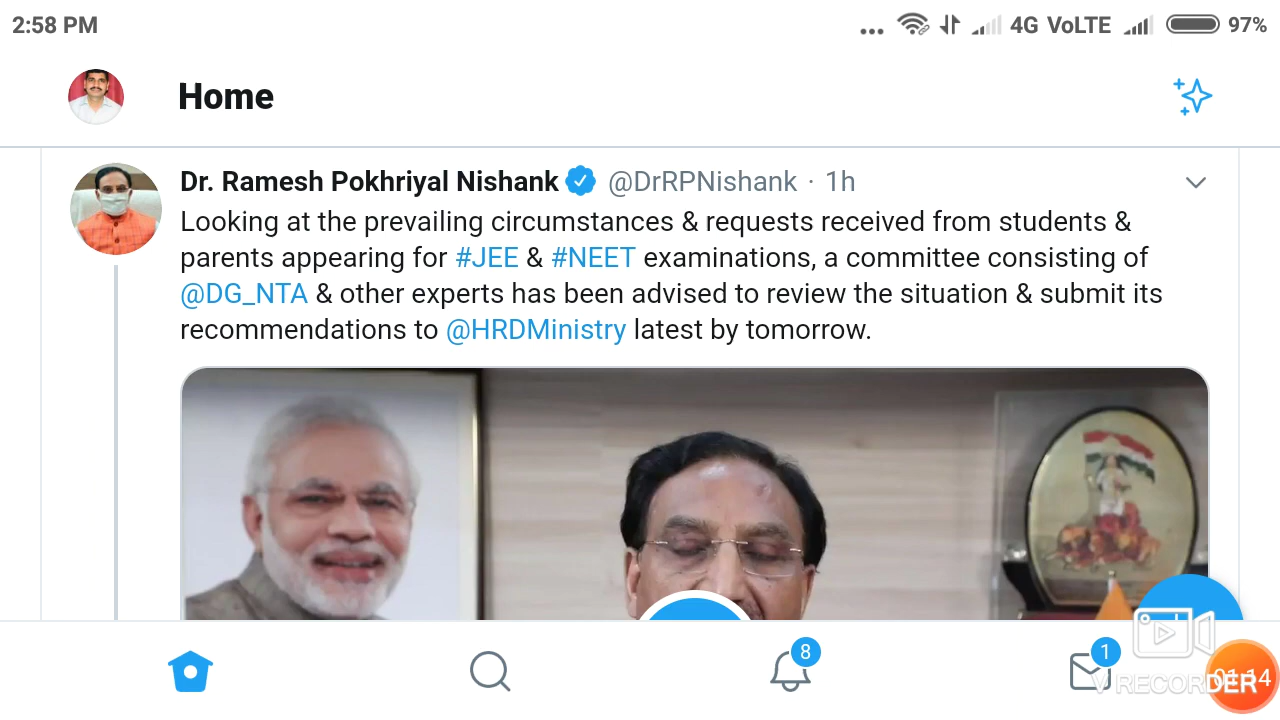 2:58 PM
4G VoLTE 97%
Home
Dr. Ramesh Pokhriyal Nishank @DrRPNishank · 1h
Looking at the prevailing circumstances & requests received from students &
parents appearing for #JEE & #NEET examinations, a committee consisting of
@DG_NTA & other experts has been advised to review the situation & submit its
recommendations to @HRDMinistry latest by tomorrow.
8
1
01:14
V RECORDER